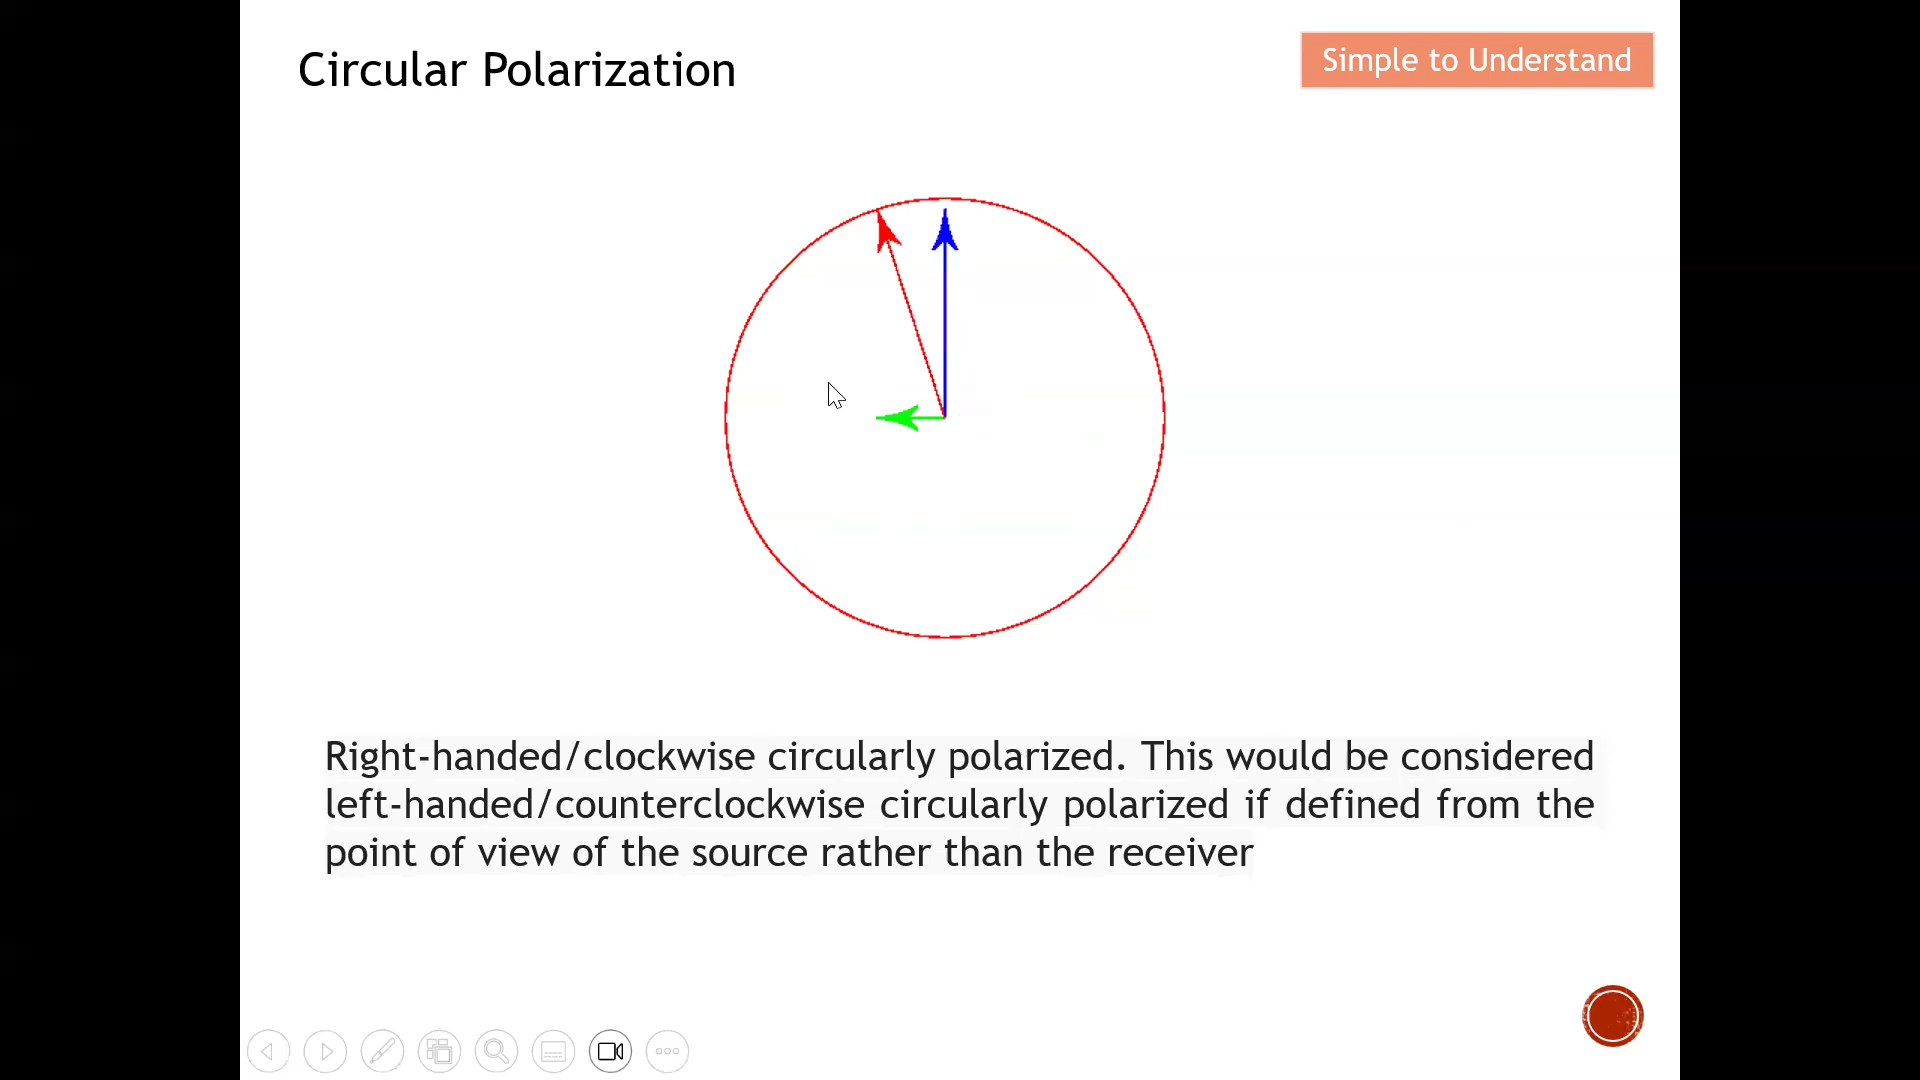 Circular Polarization
Simple to Understand
Right-handed/clockwise circularly polarized. This would be considered
left-handed/counterclockwise circularly polarized if defined from the
point of view of the source rather than the receiver